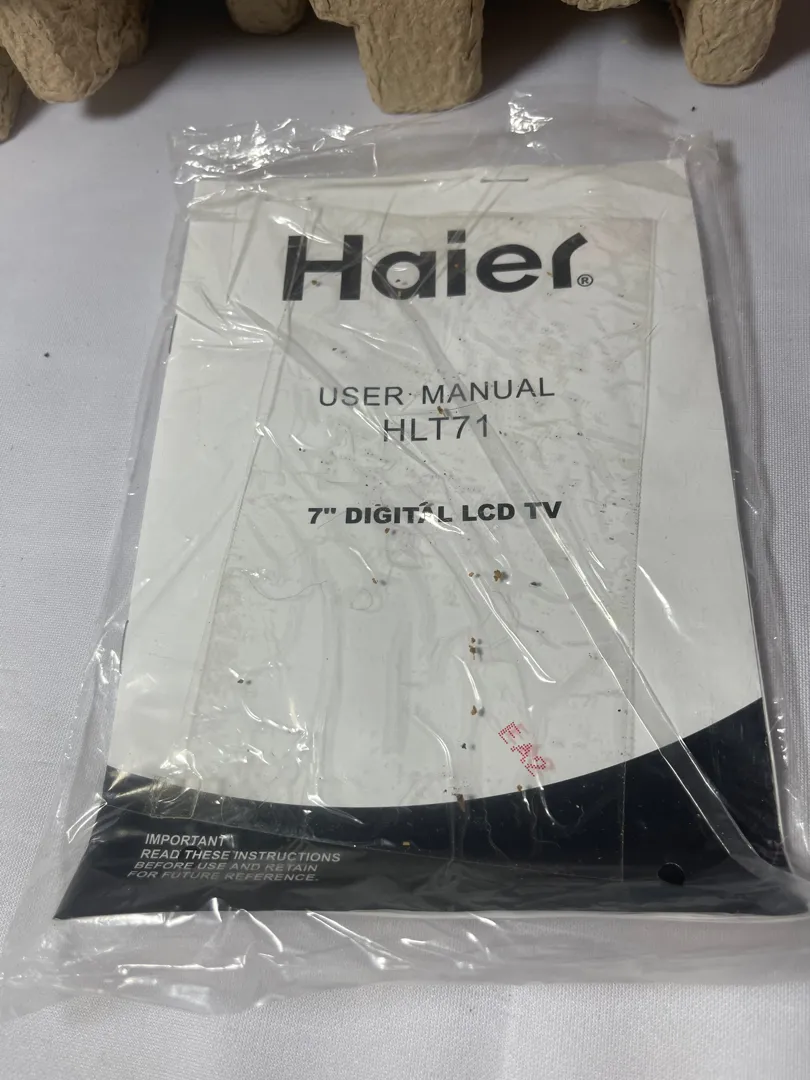 Haier®
USER MANUAL
HLT71
7" DIGITAL LCD TV
IMPORTANT
READ THESE INSTRUCTIONS
BEFORE USE AND RETAIN
FOR FUTURE REFERENCE.